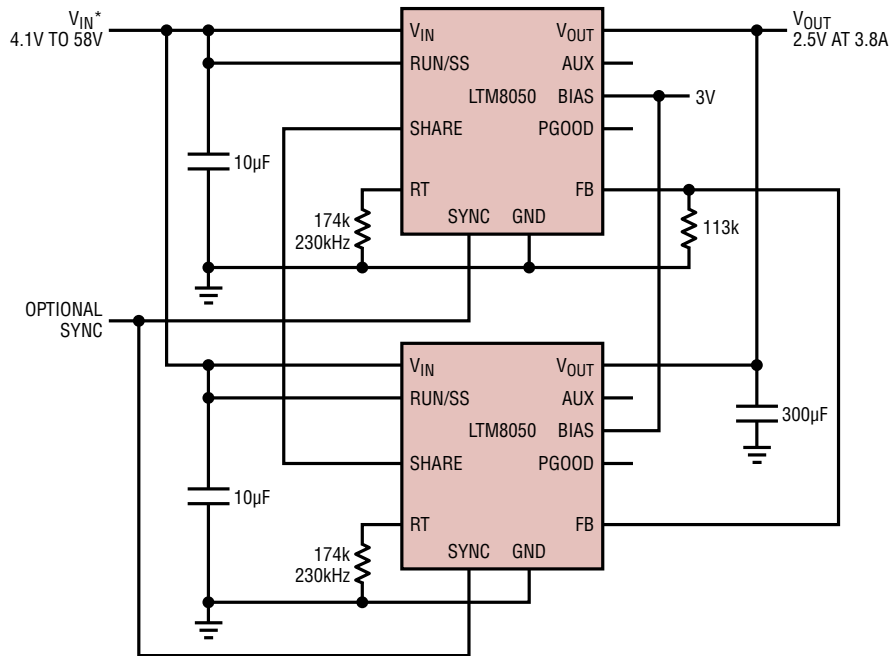 VIN*
4.1V TO 58V
VIN
VOUT
VOUT
2.5V AT 3.8A
RUN/SS
AUX
LTM8050
BIAS
3V
SHARE
PGOOD
10µF
RT
FB
174k
230kHz
SYNC
GND
113k
OPTIONAL
SYNC
VIN
VOUT
RUN/SS
AUX
300µF
LTM8050
BIAS
SHARE
PGOOD
10µF
RT
FB
174k
230kHz
SYNC
GND